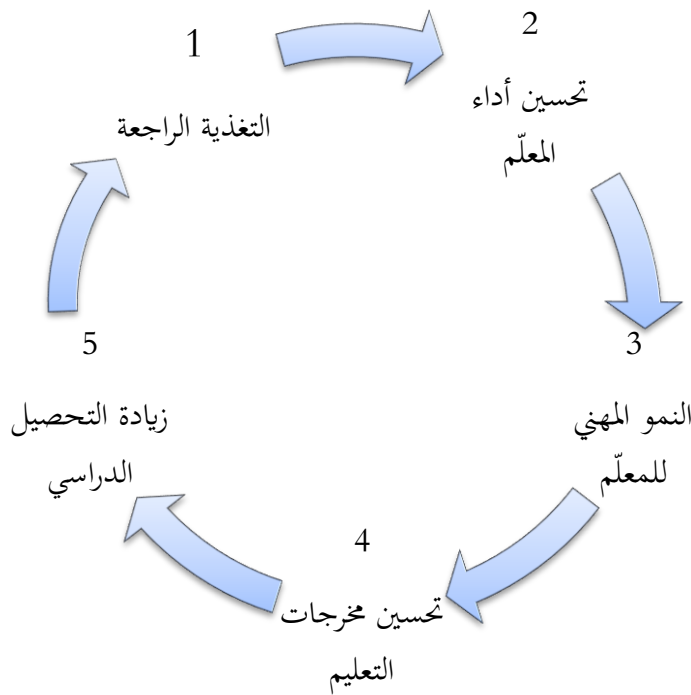 1
التغذية الراجعة
2
تحسين أداء
المعلّم
3
النمو المهني
للمعلّم
4
تحسين مخرجات
التعليم
5
زيادة التحصيل
الدراسي